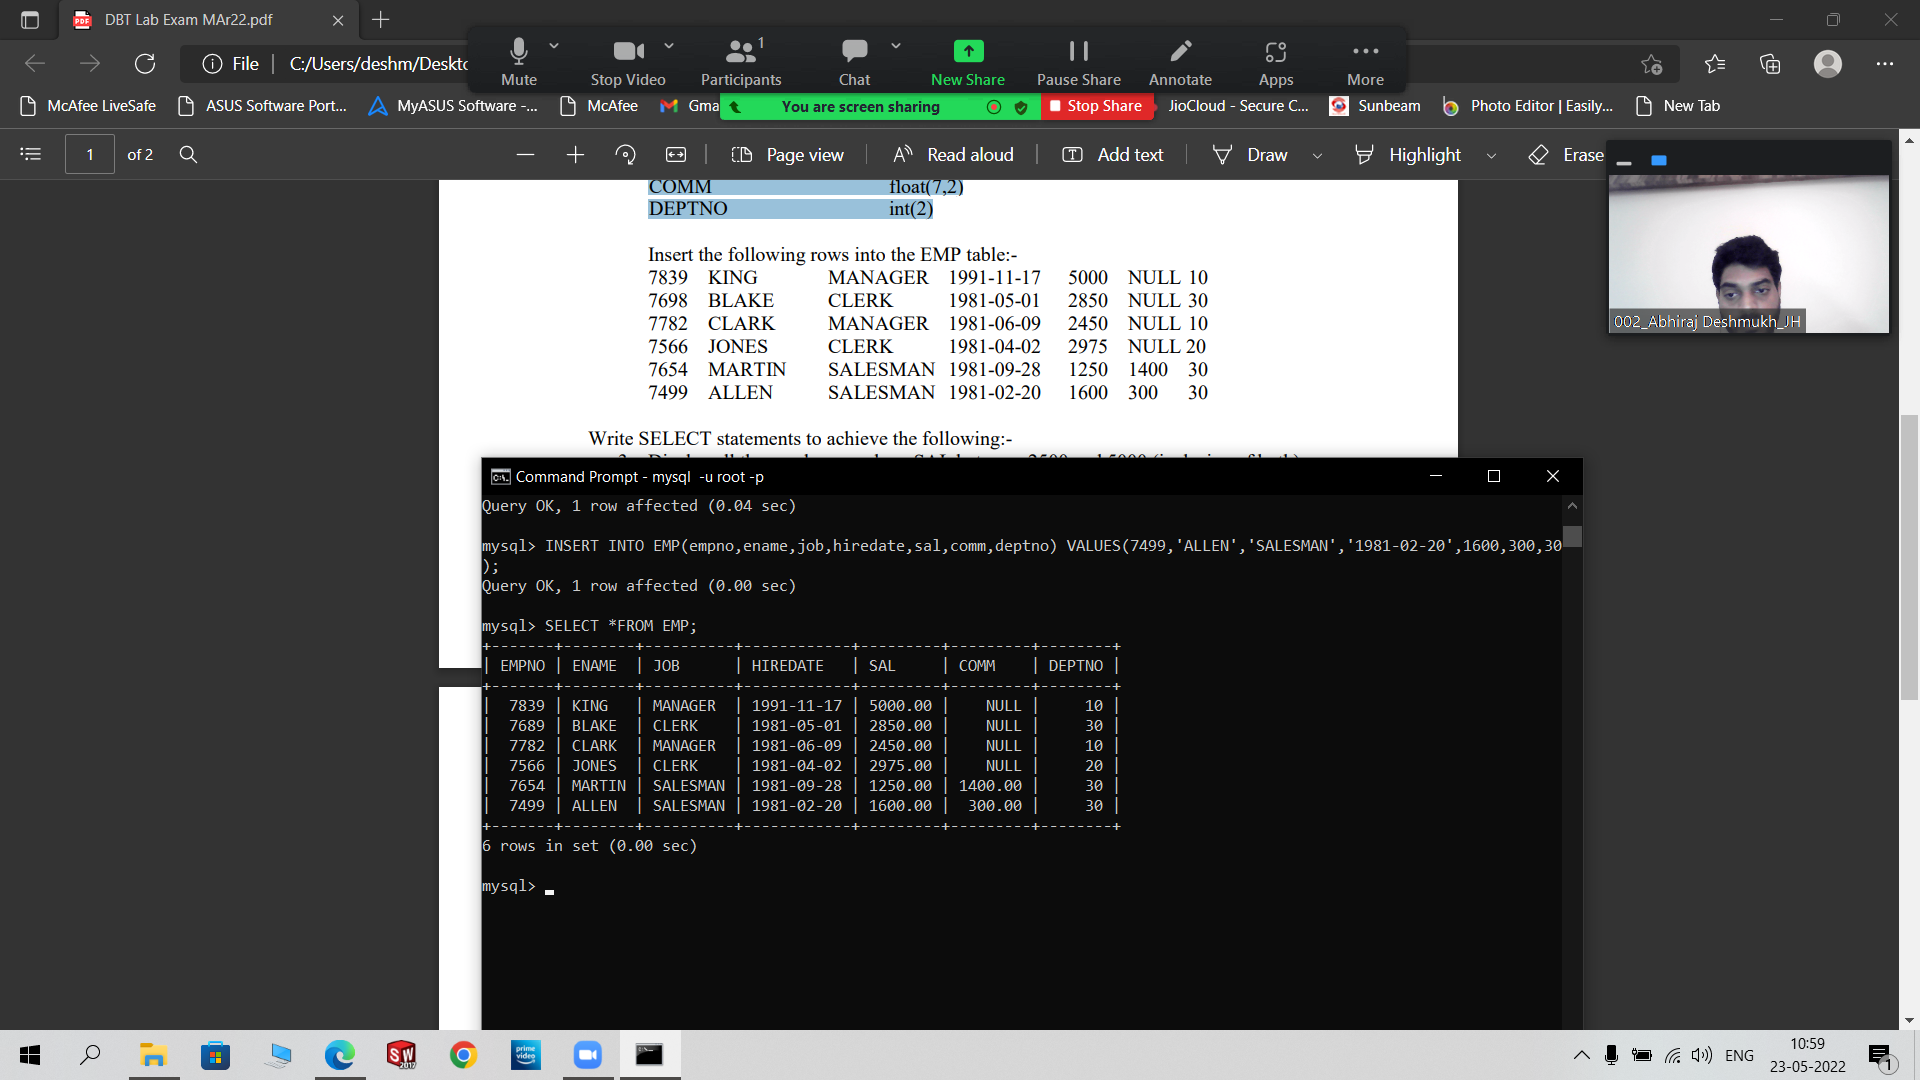 DBT Lab Exam MAr22.pdf
File
C:/Users/deshm/Deskto
Mute
Stop Video
1
Participants
Chat
New Share
Pause Share
Annotate
Apps
More
McAfee LiveSafe
ASUS Software Port...
MyASUS Software -...
McAfee
Gma
You are screen sharing
Stop Share
JioCloud - Secure C...
Sunbeam
Photo Editor | Easily...
New Tab
1 of 2
Page view
Read aloud
Add text
Draw
Highlight
Erase
002_Abhiraj Deshmukh_JH
COMM float(7,2)
DEPTNO int(2)
Insert the following rows into the EMP table:-
7839 KING MANAGER 1991-11-17 5000 NULL 10
7698 BLAKE CLERK 1981-05-01 2850 NULL 30
7782 CLARK MANAGER 1981-06-09 2450 NULL 10
7566 JONES CLERK 1981-04-02 2975 NULL 20
7654 MARTIN SALESMAN 1981-09-28 1250 1400 30
7499 ALLEN SALESMAN 1981-02-20 1600 300 30
Write SELECT statements to achieve the following:-
Command Prompt - mysql -u root -p
Query OK, 1 row affected (0.04 sec)
mysql> INSERT INTO EMP(empno,ename,job,hiredate,sal,comm,deptno) VALUES(7499,'ALLEN','SALESMAN','1981-02-20',1600,300,30
);
Query OK, 1 row affected (0.00 sec)
mysql> SELECT *FROM EMP;
+-------+--------+----------+------------+---------+---------+--------+
| EMPNO | ENAME | JOB | HIREDATE | SAL | COMM | DEPTNO |
+-------+--------+----------+------------+---------+---------+--------+
| 7839 | KING | MANAGER | 1991-11-17 | 5000.00 | NULL | 10 |
| 7689 | BLAKE | CLERK | 1981-05-01 | 2850.00 | NULL | 30 |
| 7782 | CLARK | MANAGER | 1981-06-09 | 2450.00 | NULL | 10 |
| 7566 | JONES | CLERK | 1981-04-02 | 2975.00 | NULL | 20 |
| 7654 | MARTIN | SALESMAN | 1981-09-28 | 1250.00 | 1400.00 | 30 |
| 7499 | ALLEN | SALESMAN | 1981-02-20 | 1600.00 | 300.00 | 30 |
+-------+--------+----------+------------+---------+---------+--------+
6 rows in set (0.00 sec)
mysql>
SW
2017
prime video
ENG
10:59
23-05-2022
1